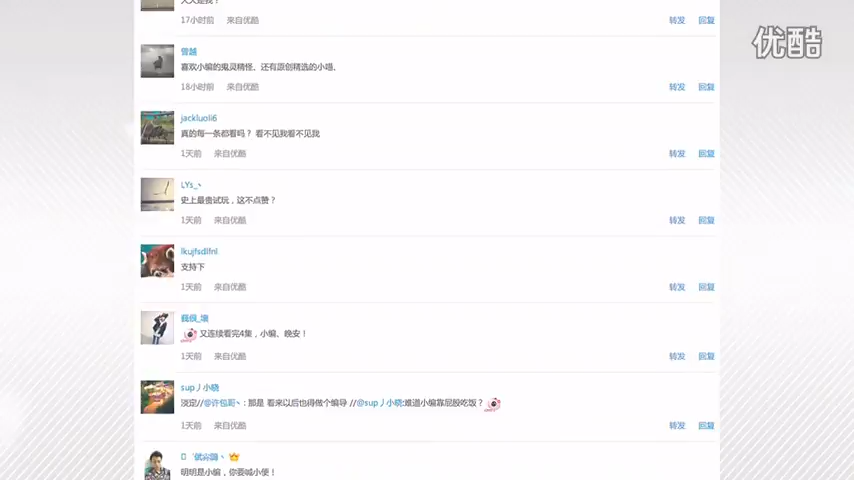 17小时前 来自优酷 转发 回复
优酷
曾越
喜欢小编的鬼灵精怪、还有原创精选的小喵、
18小时前 来自优酷 转发 回复
jackluoli6
真的每一条都看吗？ 看不见我看不见我
1天前 来自优酷 转发 回复
LYs_丶
史上最贵试玩，这不点赞？
1天前 来自优酷 转发 回复
lkujfsdlfnl
支持下
1天前 来自优酷 转发 回复
又连续看完4集，小编、晚安！
1天前 来自优酷 转发 回复
sup丿小晓
淡定//@许包哥丶: 那是 看来以后也得做个编导 //@sup丿小晓:难道小编靠屁股吃饭？
1天前 来自优酷 转发 回复
明明是小编，你要喊小便！